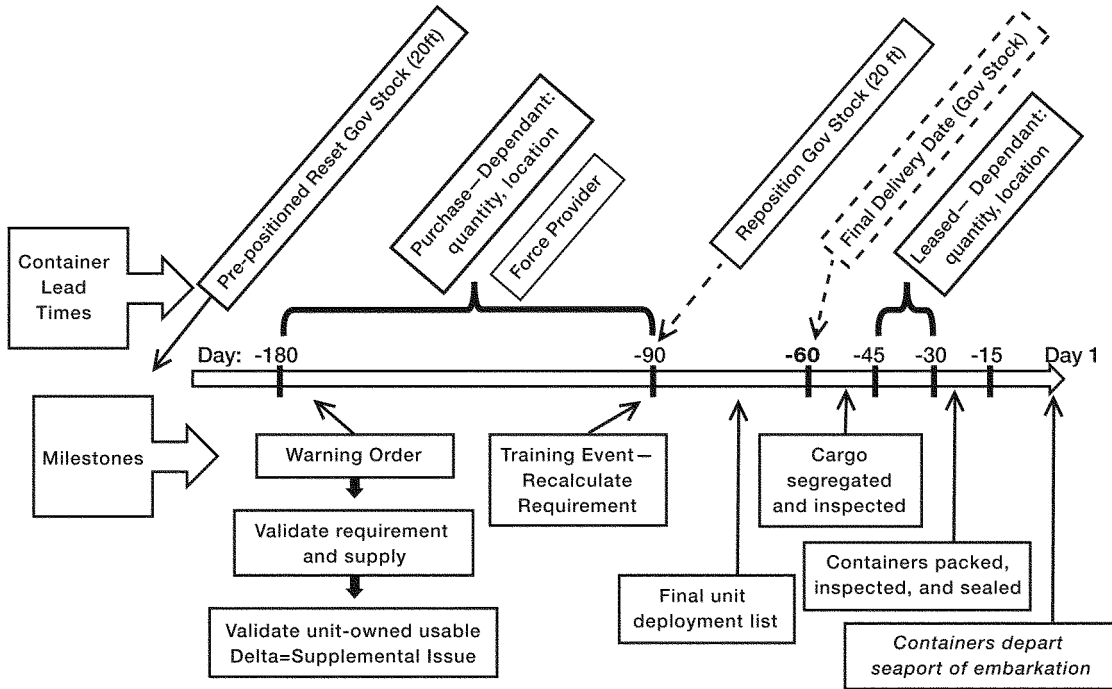 Pre-positioned Reset Gov Stock (20ft)
Purchase—Dependant:
quantity, location
Force Provider
Reposition Gov Stock (20 ft)
Final Delivery Date (Gov Stock)
Leased— Dependant:
quantity, location
Container
Lead
Times
Day: -180 -90 -60 -45 -30 -15 Day 1
Milestones
Warning Order
Validate requirement
and supply
Validate unit-owned usable
Delta=Supplemental Issue
Training Event—
Recalculate
Requirement
Final unit
deployment list
Cargo
segregated
and inspected
Containers packed,
inspected, and sealed
Containers depart
seaport of embarkation